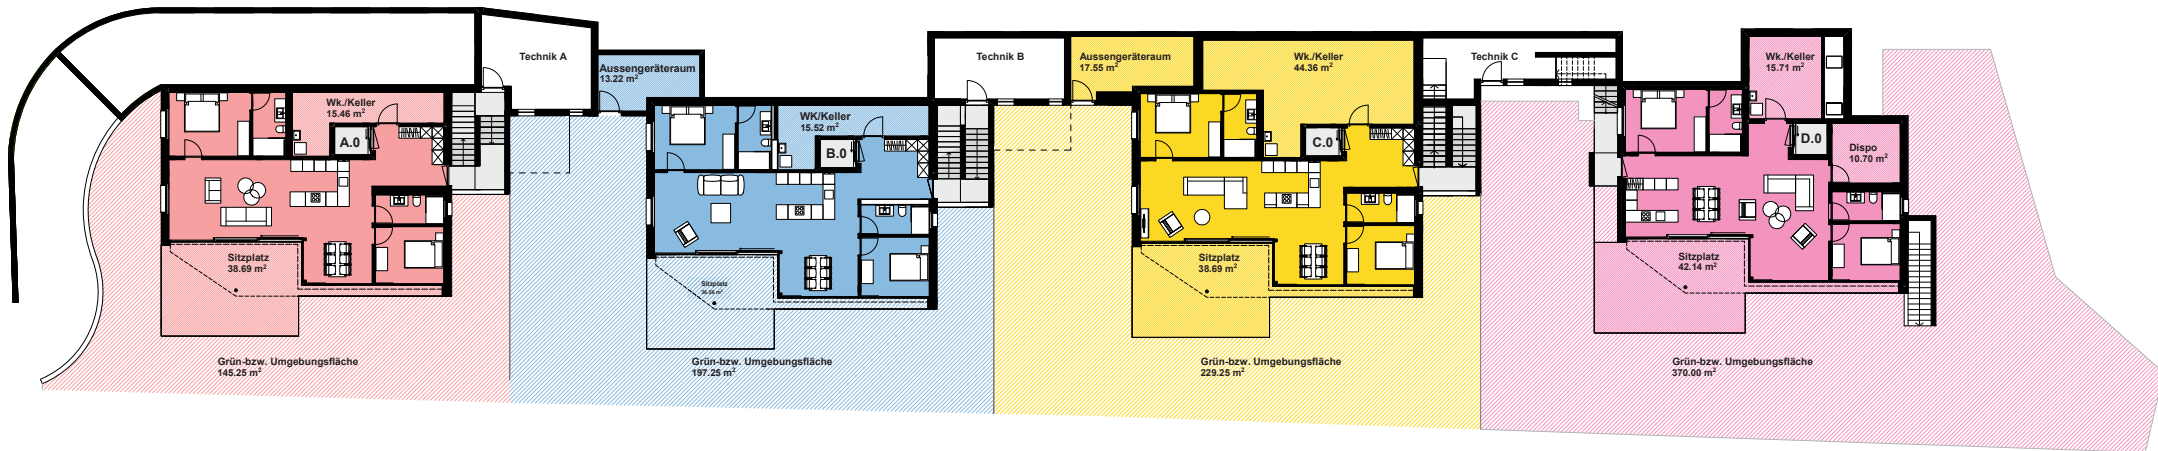 Technik A
Aussengeräteraum
13.22 m²
Technik B
Aussengeräteraum
17.55 m²
Wk./Keller
44.36 m²
Technik C
Wk./Keller
15.71 m²
Wk./Keller
15.46 m²
A.0
WK/Keller
15.52 m²
B.0
C.0
D.0
Dispo
10.70 m²
Sitzplatz
38.69 m²
Sitzplatz
Sitzplatz
38.69 m²
Sitzplatz
42.14 m²
Grün-bzw. Umgebungsfläche
145.25 m²
Grün-bzw. Umgebungsfläche
197.25 m²
Grün-bzw. Umgebungsfläche
229.25 m²
Grün-bzw. Umgebungsfläche
370.00 m²